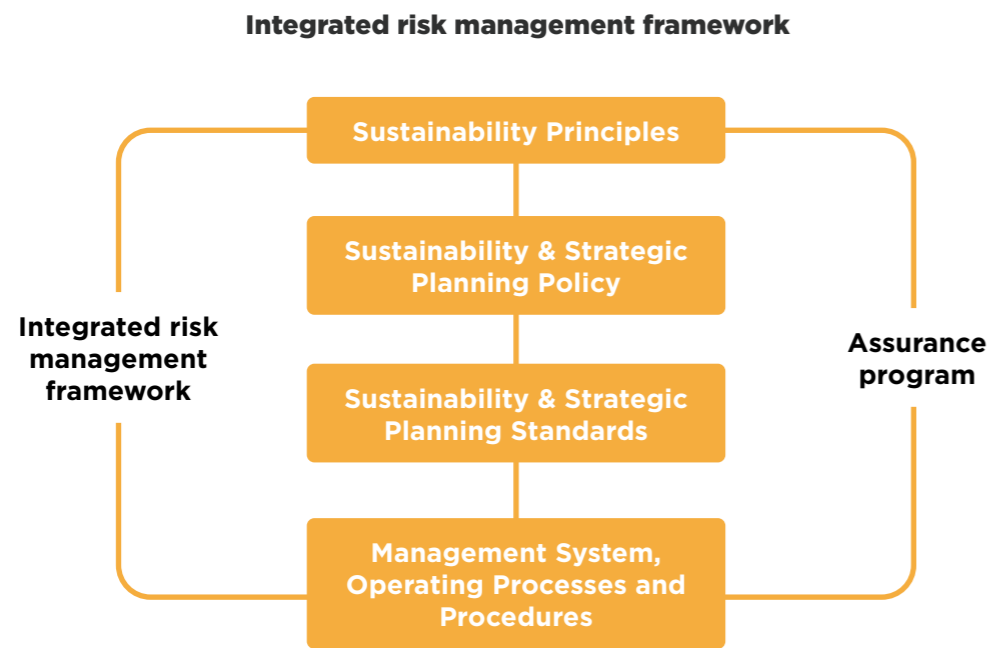 Integrated risk management framework
Sustainability Principles
Sustainability & Strategic
Planning Policy
Integrated risk
management
framework
Assurance
program
Sustainability & Strategic
Planning Standards
Management System,
Operating Processes and
Procedures